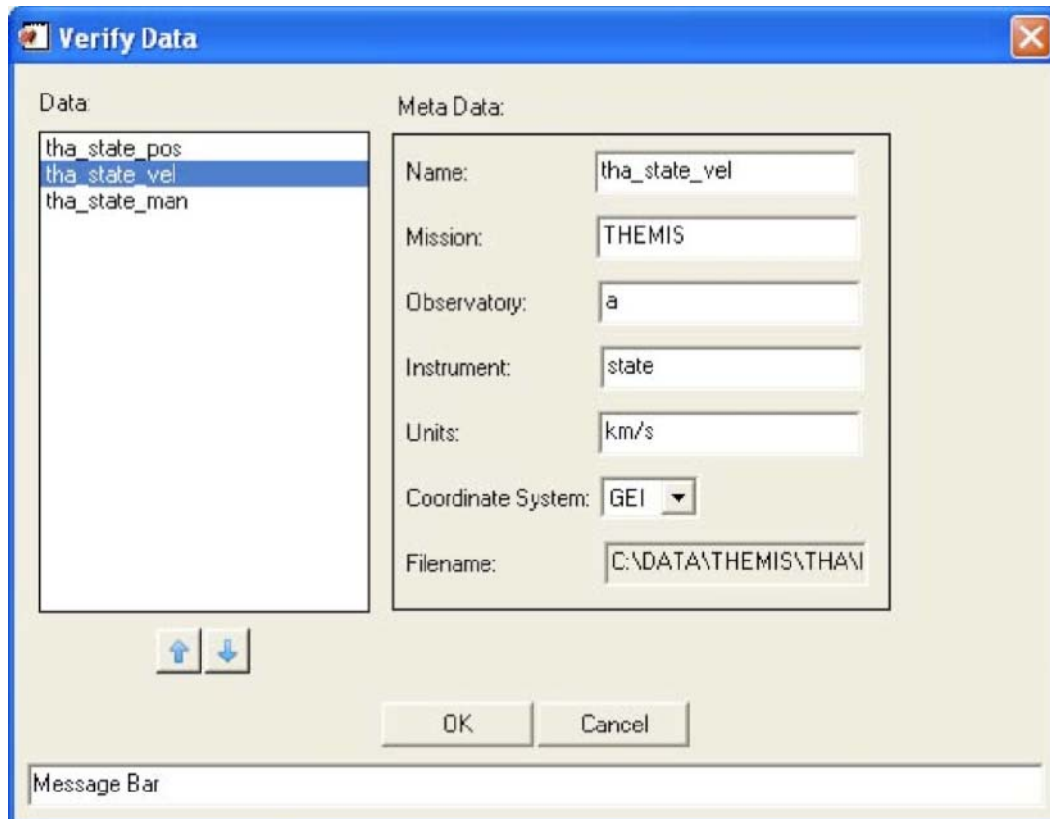 Verify Data
Data:
tha_state_pos
tha_state_vel
tha_state_man
Meta Data:
Name: tha_state_vel
Mission: THEMIS
Observatory: a
Instrument: state
Units: km/s
Coordinate System: GEI
Filename: C:\DATA\THEMIS\THA\
OK Cancel
Message Bar